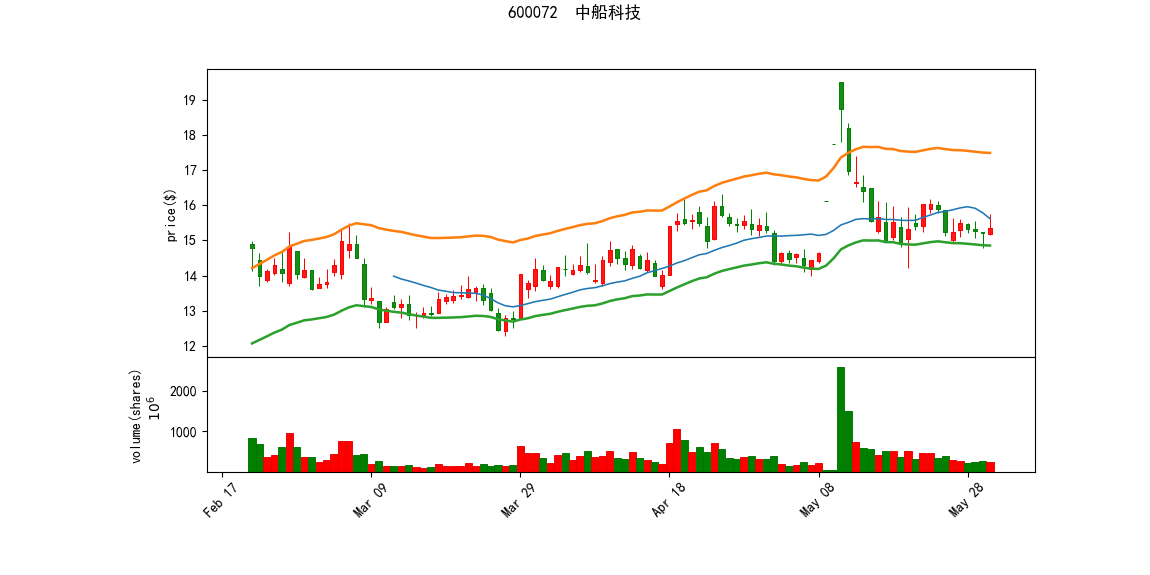 600072 中船科技
price($)
19
18
17
16
15
14
13
12
volume(shares)
10^6
2000
1000
Feb 17
Mar 09
Mar 29
Apr 18
May 08
May 28